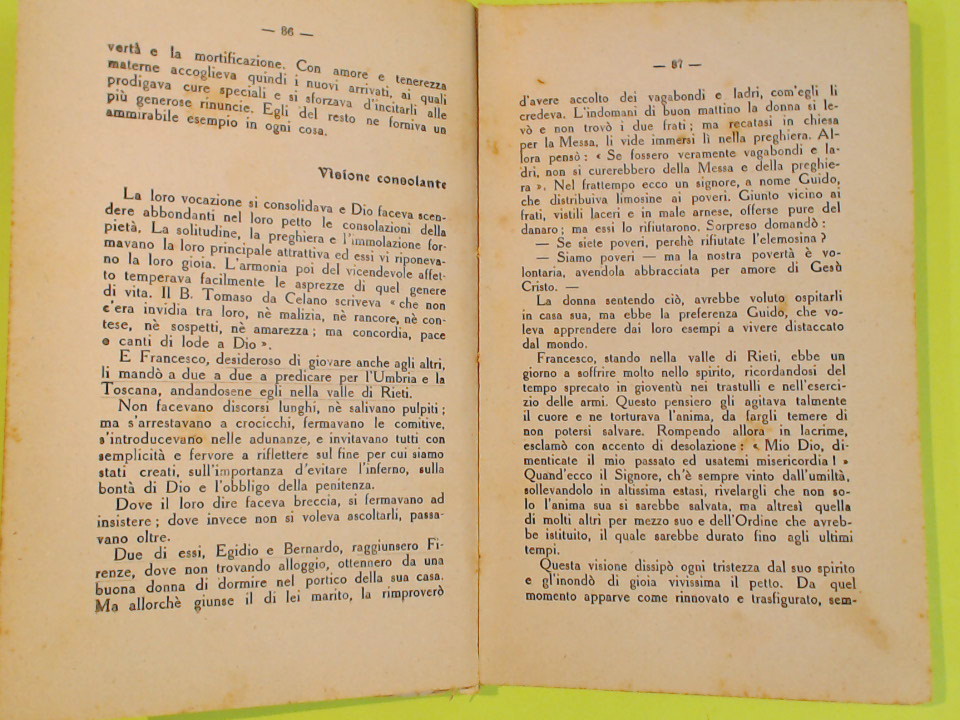 — 86 —
vertà e la mortificazione. Con amore e tenerezza
materne accoglieva quindi i nuovi arrivati, ai quali
prodigava cure speciali e si sforzava d'incitarli alle
più generose rinuncie. Egli del resto ne forniva un
ammirabile esempio in ogni cosa.
Visione consolante
La loro vocazione si consolidava e Dio faceva scen-
dere abbondanti nel loro petto le consolazioni della
pietà. La solitudine, la preghiera e l'immolazione for-
mavano la loro principale attrattiva ed essi vi riponeva-
no la loro gioia. L'armonia poi del vicendevole affet-
to temperava facilmente le asprezze di quel genere
di vita. Il B. Tomaso da Celano scriveva « che non
c'era invidia tra loro, nè malizia, nè rancore, nè con-
tese, nè sospetti, nè amarezza ; ma concordia, pace
e canti di lode a Dio ».
E Francesco, desideroso di giovare anche agli altri,
li mandò a due a due a predicare per l'Umbria e la
Toscana, andandosene egli nella valle di Rieti.
Non facevano discorsi lunghi, nè salivano pulpiti ;
ma s'arrestavano a crocicchi, fermavano le comitive,
s'introducevano nelle adunanze, e invitavano tutti con
semplicità e fervore a riflettere sul fine per cui siamo
stati creati, sull'importanza d'evitare l'inferno, sulla
bontà di Dio e l'obbligo della penitenza.
Dove il loro dire faceva breccia, si fermavano ad
insistere ; dove invece non si voleva ascoltarli, passa-
vano oltre.
Due di essi, Egidio e Bernardo, raggiunsero Fi-
renze, dove non trovando alloggio, ottennero da una
buona donna di dormire nel portico della sua casa.
Ma allorchè giunse il di lei marito, la rimproverò
— 87 —
d'avere accolto dei vagabondi e ladri, com'egli li
credeva. L'indomani di buon mattino la donna si le-
vò e non trovò i due frati ; ma recatasi in chiesa
per la Messa, li vide immersi lì nella preghiera. Al-
lora pensò : « Se fossero veramente vagabondi e la-
dri, non si curerebbero della Messa e della preghie-
ra ». Nel frattempo ecco un signore, a nome Guido,
che distribuiva limosine ai poveri. Giunto vicino ai
frati, vistili laceri e in male arnese, offerse pure del
danaro ; ma essi lo rifiutarono. Sorpreso domandò :
— Se siete poveri, perchè rifiutate l'elemosina ?
— Siamo poveri — ma la nostra povertà è vo-
lontaria, avendola abbracciata per amore di Gesù
Cristo. —
La donna sentendo ciò, avrebbe voluto ospitarli
in casa sua, ma ebbe la preferenza Guido, che vo-
leva apprendere dai loro esempi a vivere distaccato
dal mondo.
Francesco, stando nella valle di Rieti, ebbe un
giorno a soffrire molto nello spirito, ricordandosi del
tempo sprecato in gioventù nei trastulli e nell'eserci-
zio delle armi. Questo pensiero gli agitava talmente
il cuore e ne torturava l'anima, da fargli temere di
non potersi salvare. Rompendo allora in lacrime,
esclamò con accento di desolazione : « Mio Dio, di-
menticate il mio passato ed usatemi misericordia ! »
Quand'ecco il Signore, ch'è sempre vinto dall'umiltà,
sollevandolo in altissima estasi, rivelargli che non so-
lo l'anima sua si sarebbe salvata, ma altresì quella
di molti altri per mezzo suo e dell'Ordine che avreb-
be istituito, il quale sarebbe durato fino agli ultimi
tempi.
Questa visione dissipò ogni tristezza dal suo spirito
e gl'inondò di gioia vivissima il petto. Da quel
momento apparve come rinnovato e trasfigurato, sem-